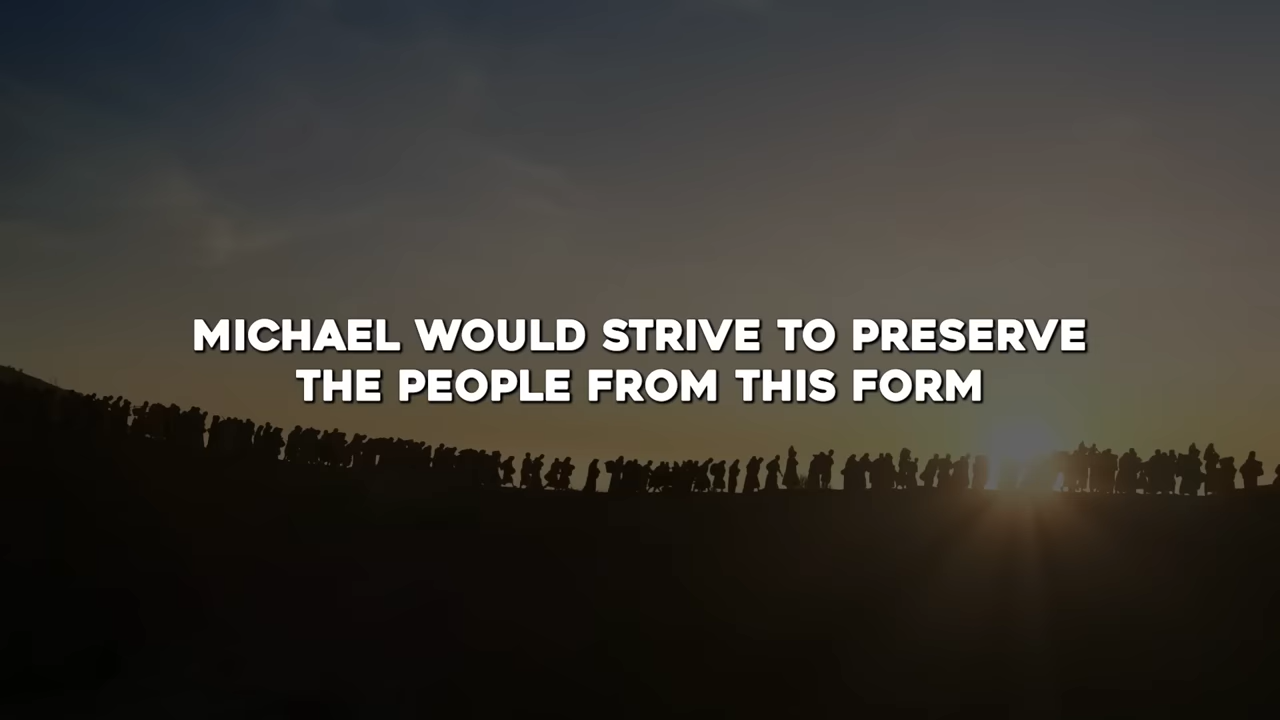 MICHAEL WOULD STRIVE TO PRESERVE
THE PEOPLE FROM THIS FORM